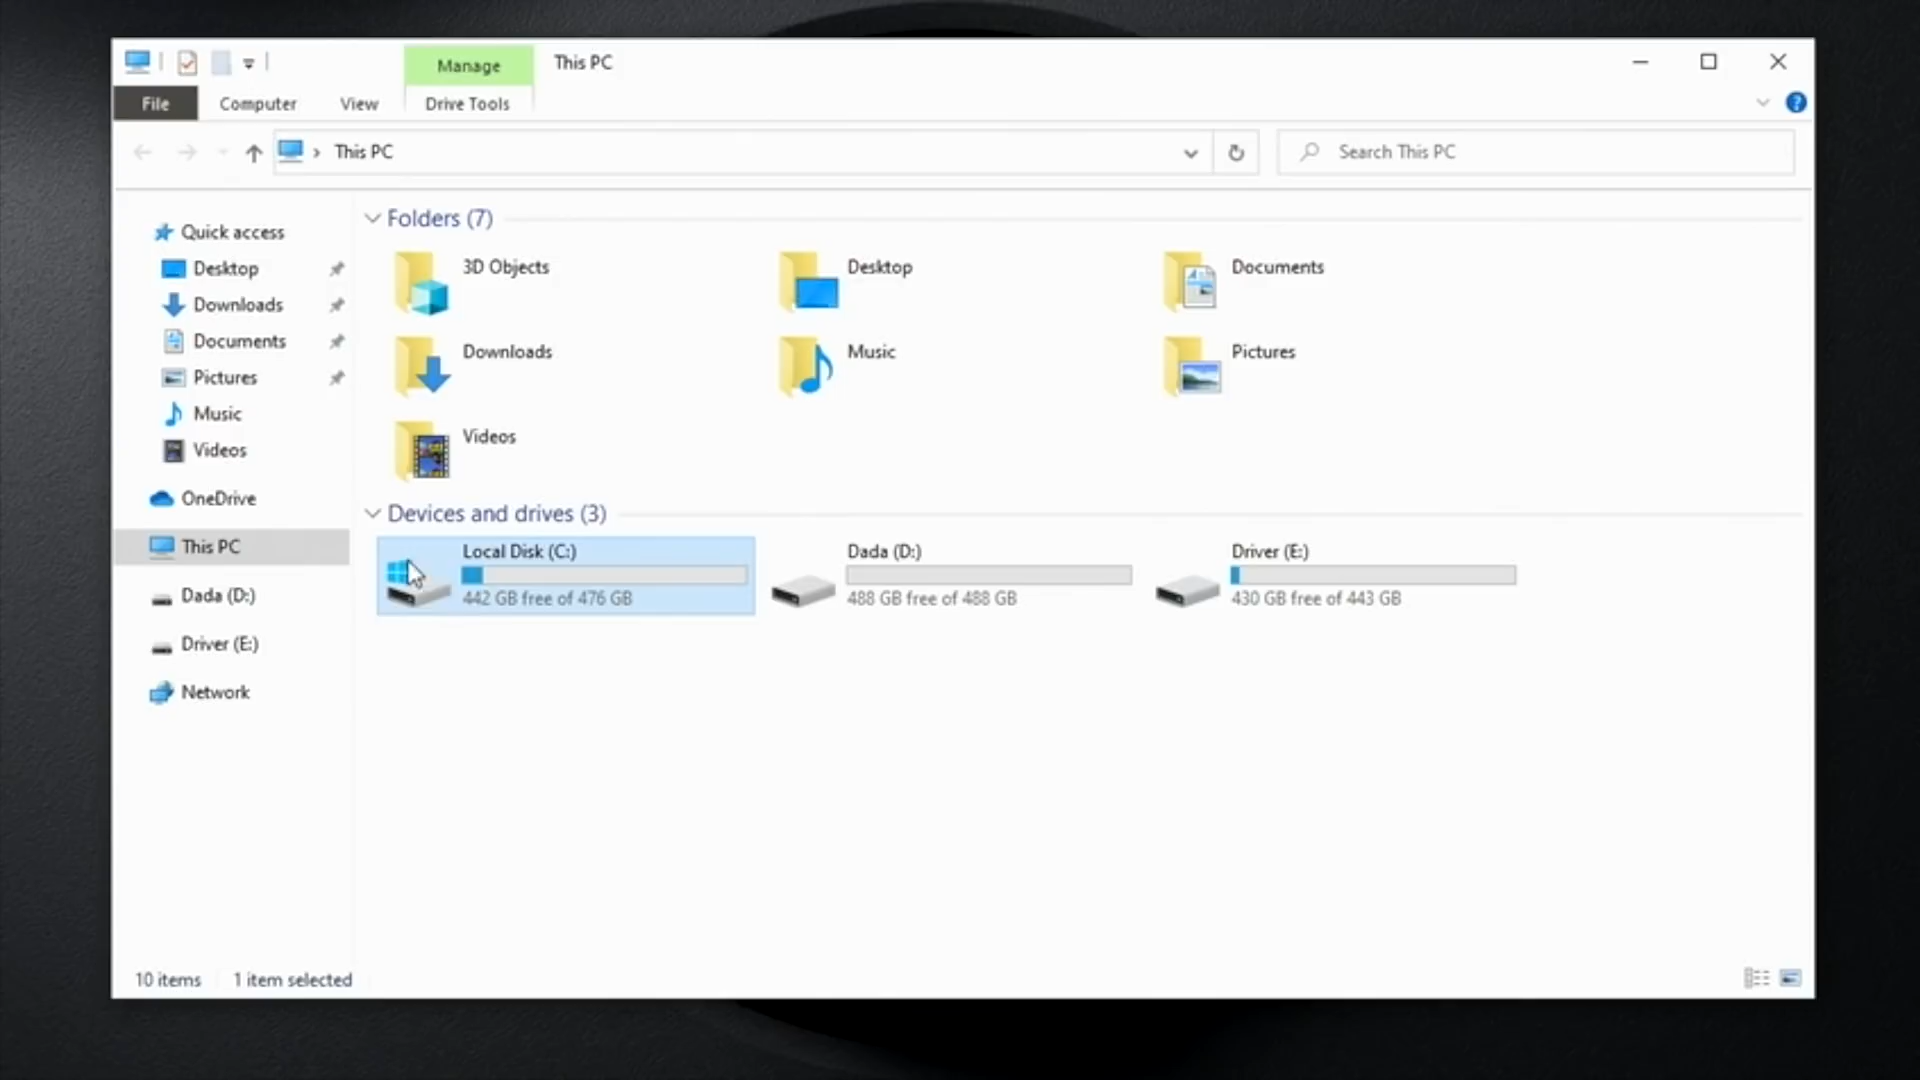 Manage
This PC
File
Computer
View
Drive Tools
This PC
Search This PC
Quick access
Desktop
Downloads
Documents
Pictures
Music
Videos
OneDrive
This PC
Dada (D:)
Driver (E:)
Network
Folders (7)
3D Objects
Desktop
Documents
Downloads
Music
Pictures
Videos
Devices and drives (3)
Local Disk (C:)
442 GB free of 476 GB
Dada (D:)
488 GB free of 488 GB
Driver (E:)
430 GB free of 443 GB
10 items
1 item selected